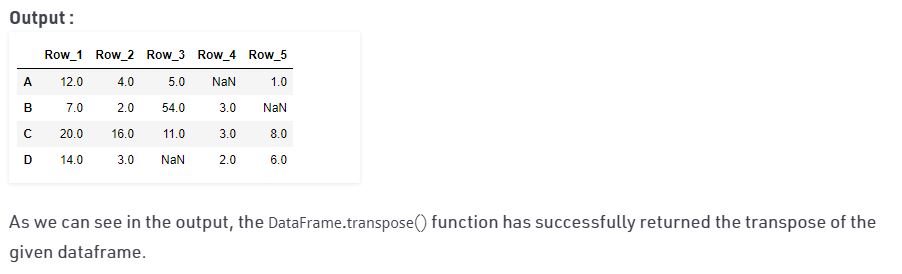 Output :
Row_1 Row_2 Row_3 Row_4 Row_5
A 12.0 4.0 5.0 NaN 1.0
B 7.0 2.0 54.0 3.0 NaN
C 20.0 16.0 11.0 3.0 8.0
D 14.0 3.0 NaN 2.0 6.0
As we can see in the output, the DataFrame.transpose() function has successfully returned the transpose of the
given dataframe.